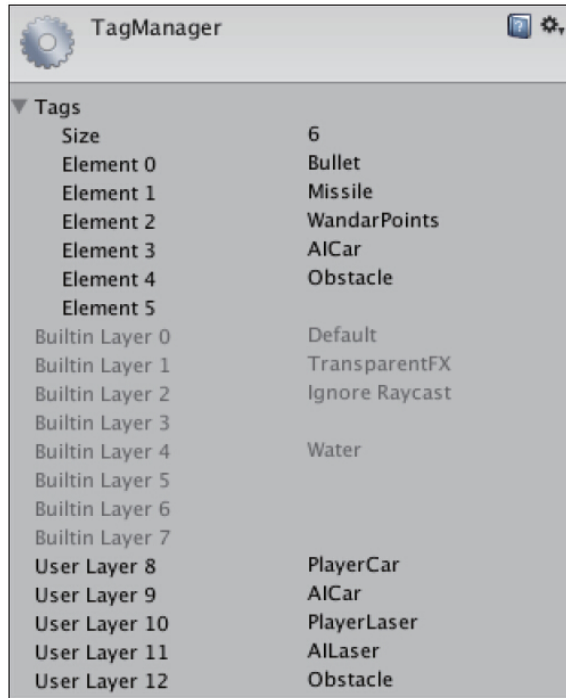 TagManager
Tags
Size 6
Element 0 Bullet
Element 1 Missile
Element 2 WandarPoints
Element 3 AICar
Element 4 Obstacle
Element 5
Builtin Layer 0 Default
Builtin Layer 1 TransparentFX
Builtin Layer 2 Ignore Raycast
Builtin Layer 3
Builtin Layer 4 Water
Builtin Layer 5
Builtin Layer 6
Builtin Layer 7
User Layer 8 PlayerCar
User Layer 9 AICar
User Layer 10 PlayerLaser
User Layer 11 AILaser
User Layer 12 Obstacle